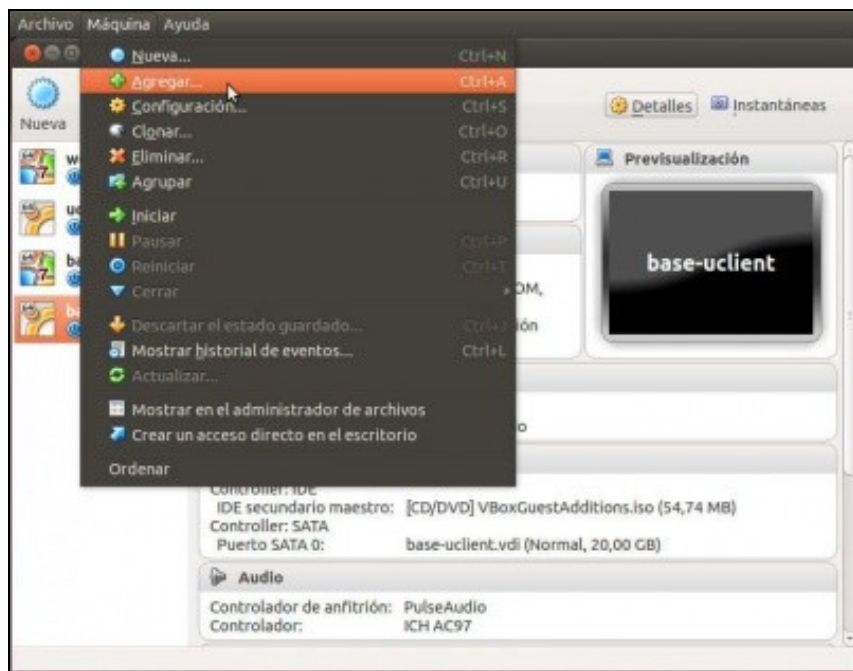 Archivo Máquina Ayuda
Nueva... Ctrl+N
Agregar... Ctrl+A
Configuración... Ctrl+S
Clonar... Ctrl+O
Eliminar... Ctrl+R
Agrupar Ctrl+U
Iniciar
Pausar Ctrl+P
Reiniciar Ctrl+T
Cerrar
Descartar el estado guardado...
Mostrar historial de eventos... Ctrl+L
Actualizar...
Mostrar en el administrador de archivos
Crear un acceso directo en el escritorio
Ordenar
Nueva
Detalles Instantáneas
Previsualización
base-uclient
OM,
ión
Controller: IDE
IDE secundario maestro: [CD/DVD] VBoxGuestAdditions.iso (54,74 MB)
Controller: SATA
Puerto SATA 0: base-uclient.vdi (Normal, 20,00 GB)
Audio
Controlador de anfitrión: PulseAudio
Controlador: ICH AC97